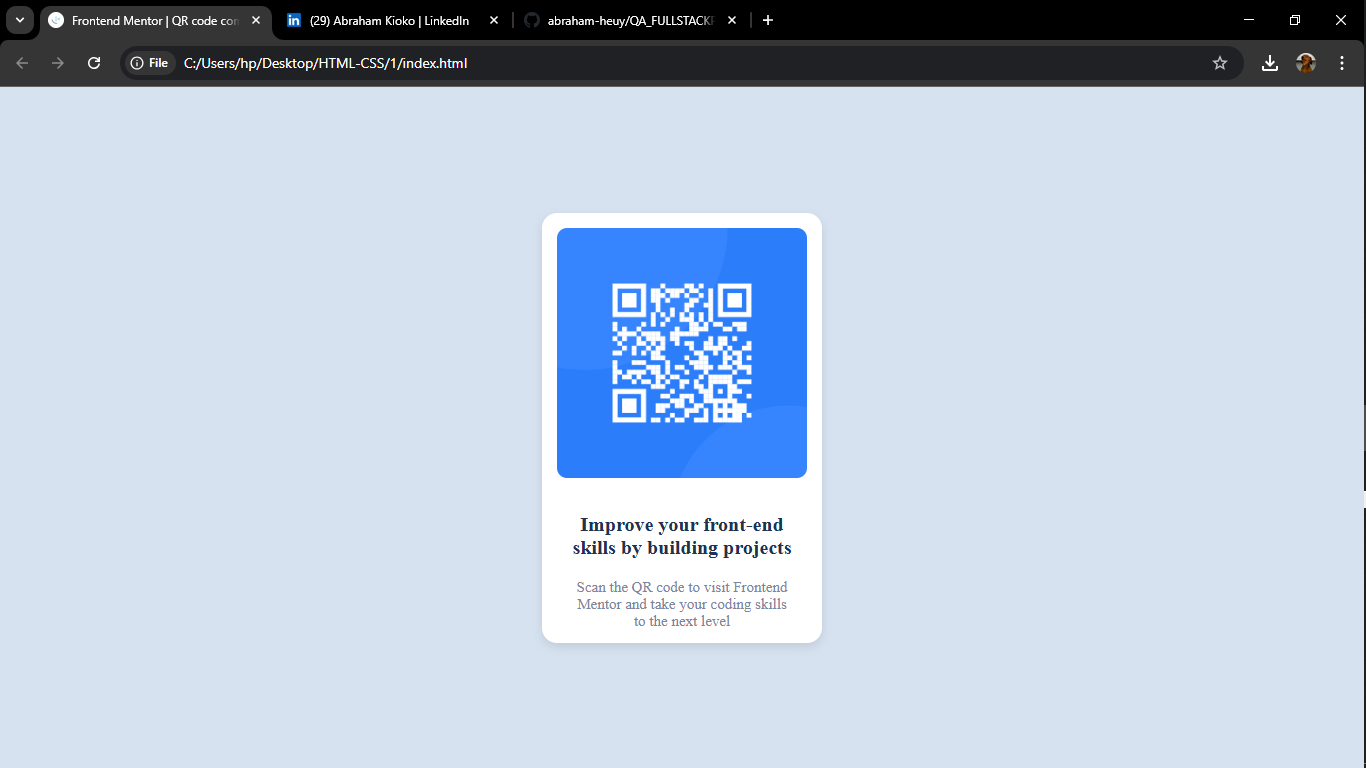 Frontend Mentor | QR code con
(29) Abraham Kioko | LinkedIn
abraham-heuy/QA_FULLSTACK
File
C:/Users/hp/Desktop/HTML-CSS/1/index.html
Improve your front-end
skills by building projects
Scan the QR code to visit Frontend
Mentor and take your coding skills
to the next level